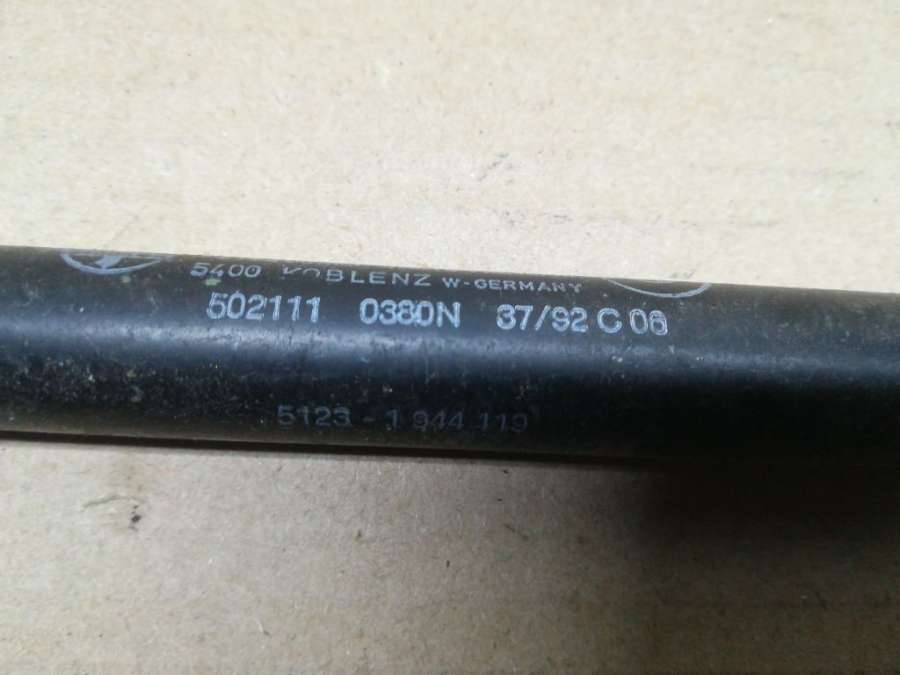 5400 KOBLENZ W-GERMANY
502111 0380N 37/92 C 06
5123 - 1 944 119